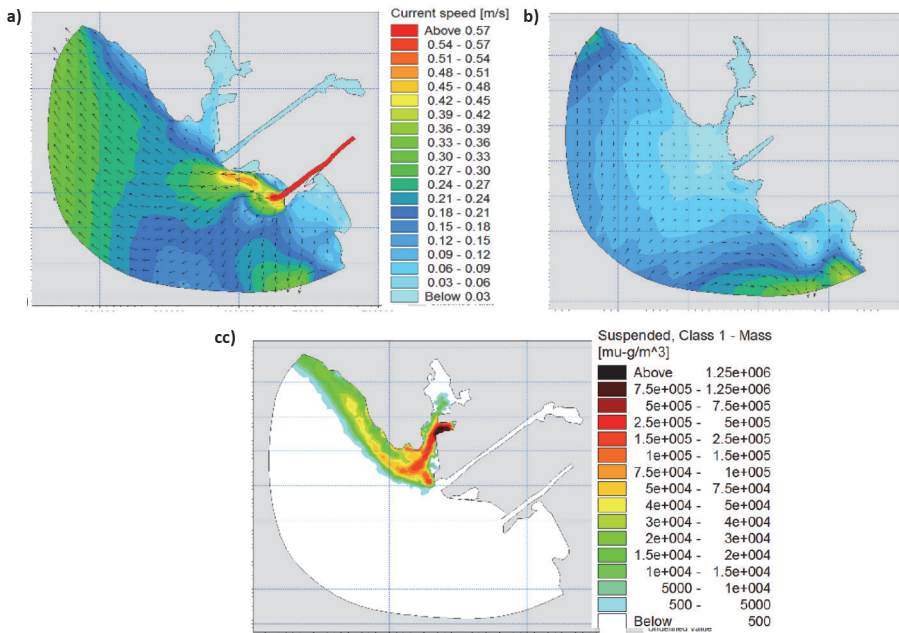 a)
Current speed [m/s]
Above 0.57
0.54 - 0.57
0.51 - 0.54
0.48 - 0.51
0.45 - 0.48
0.42 - 0.45
0.39 - 0.42
0.36 - 0.39
0.33 - 0.36
0.30 - 0.33
0.27 - 0.30
0.24 - 0.27
0.21 - 0.24
0.18 - 0.21
0.15 - 0.18
0.12 - 0.15
0.09 - 0.12
0.06 - 0.09
0.03 - 0.06
Below 0.03
b)
cc)
Suspended, Class 1 - Mass
[mu-g/m^3]
Above 1.25e+006
7.5e+005 - 1.25e+006
5e+005 - 7.5e+005
2.5e+005 - 5e+005
1.5e+005 - 2.5e+005
1e+005 - 1.5e+005
7.5e+004 - 1e+005
5e+004 - 7.5e+004
4e+004 - 5e+004
3e+004 - 4e+004
2e+004 - 3e+004
1.5e+004 - 2e+004
1e+004 - 1.5e+004
5000 - 1e+004
500 - 5000
Below 500
Undefined Value